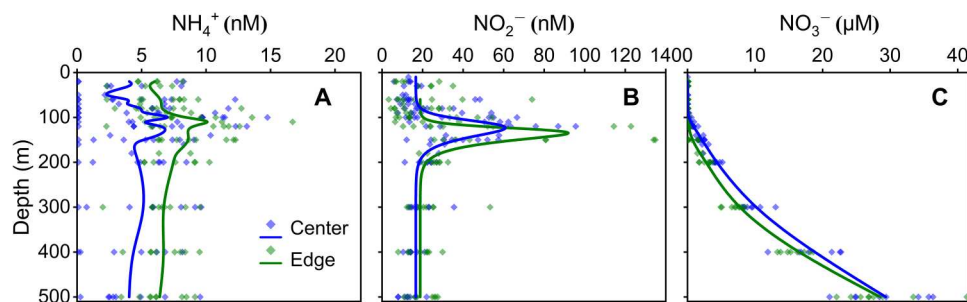 NH₄⁺ (nM)
NO₂⁻ (nM)
NO₃⁻ (µM)
0 5 10 15 20
0 20 40 60 80 100 120 140
0 10 20 30 40
Depth (m)
0
100
200
300
400
500
A
B
C
Center
Edge